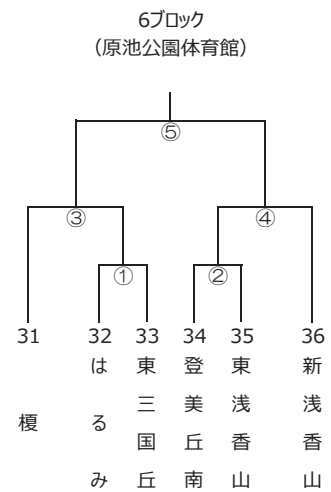 6ブロック
（原池公園体育館）
⑤
③
④
①
②
31
32
33
34
35
36
榎
はるみ
東三国丘
登美丘南
東浅香山
新浅香山